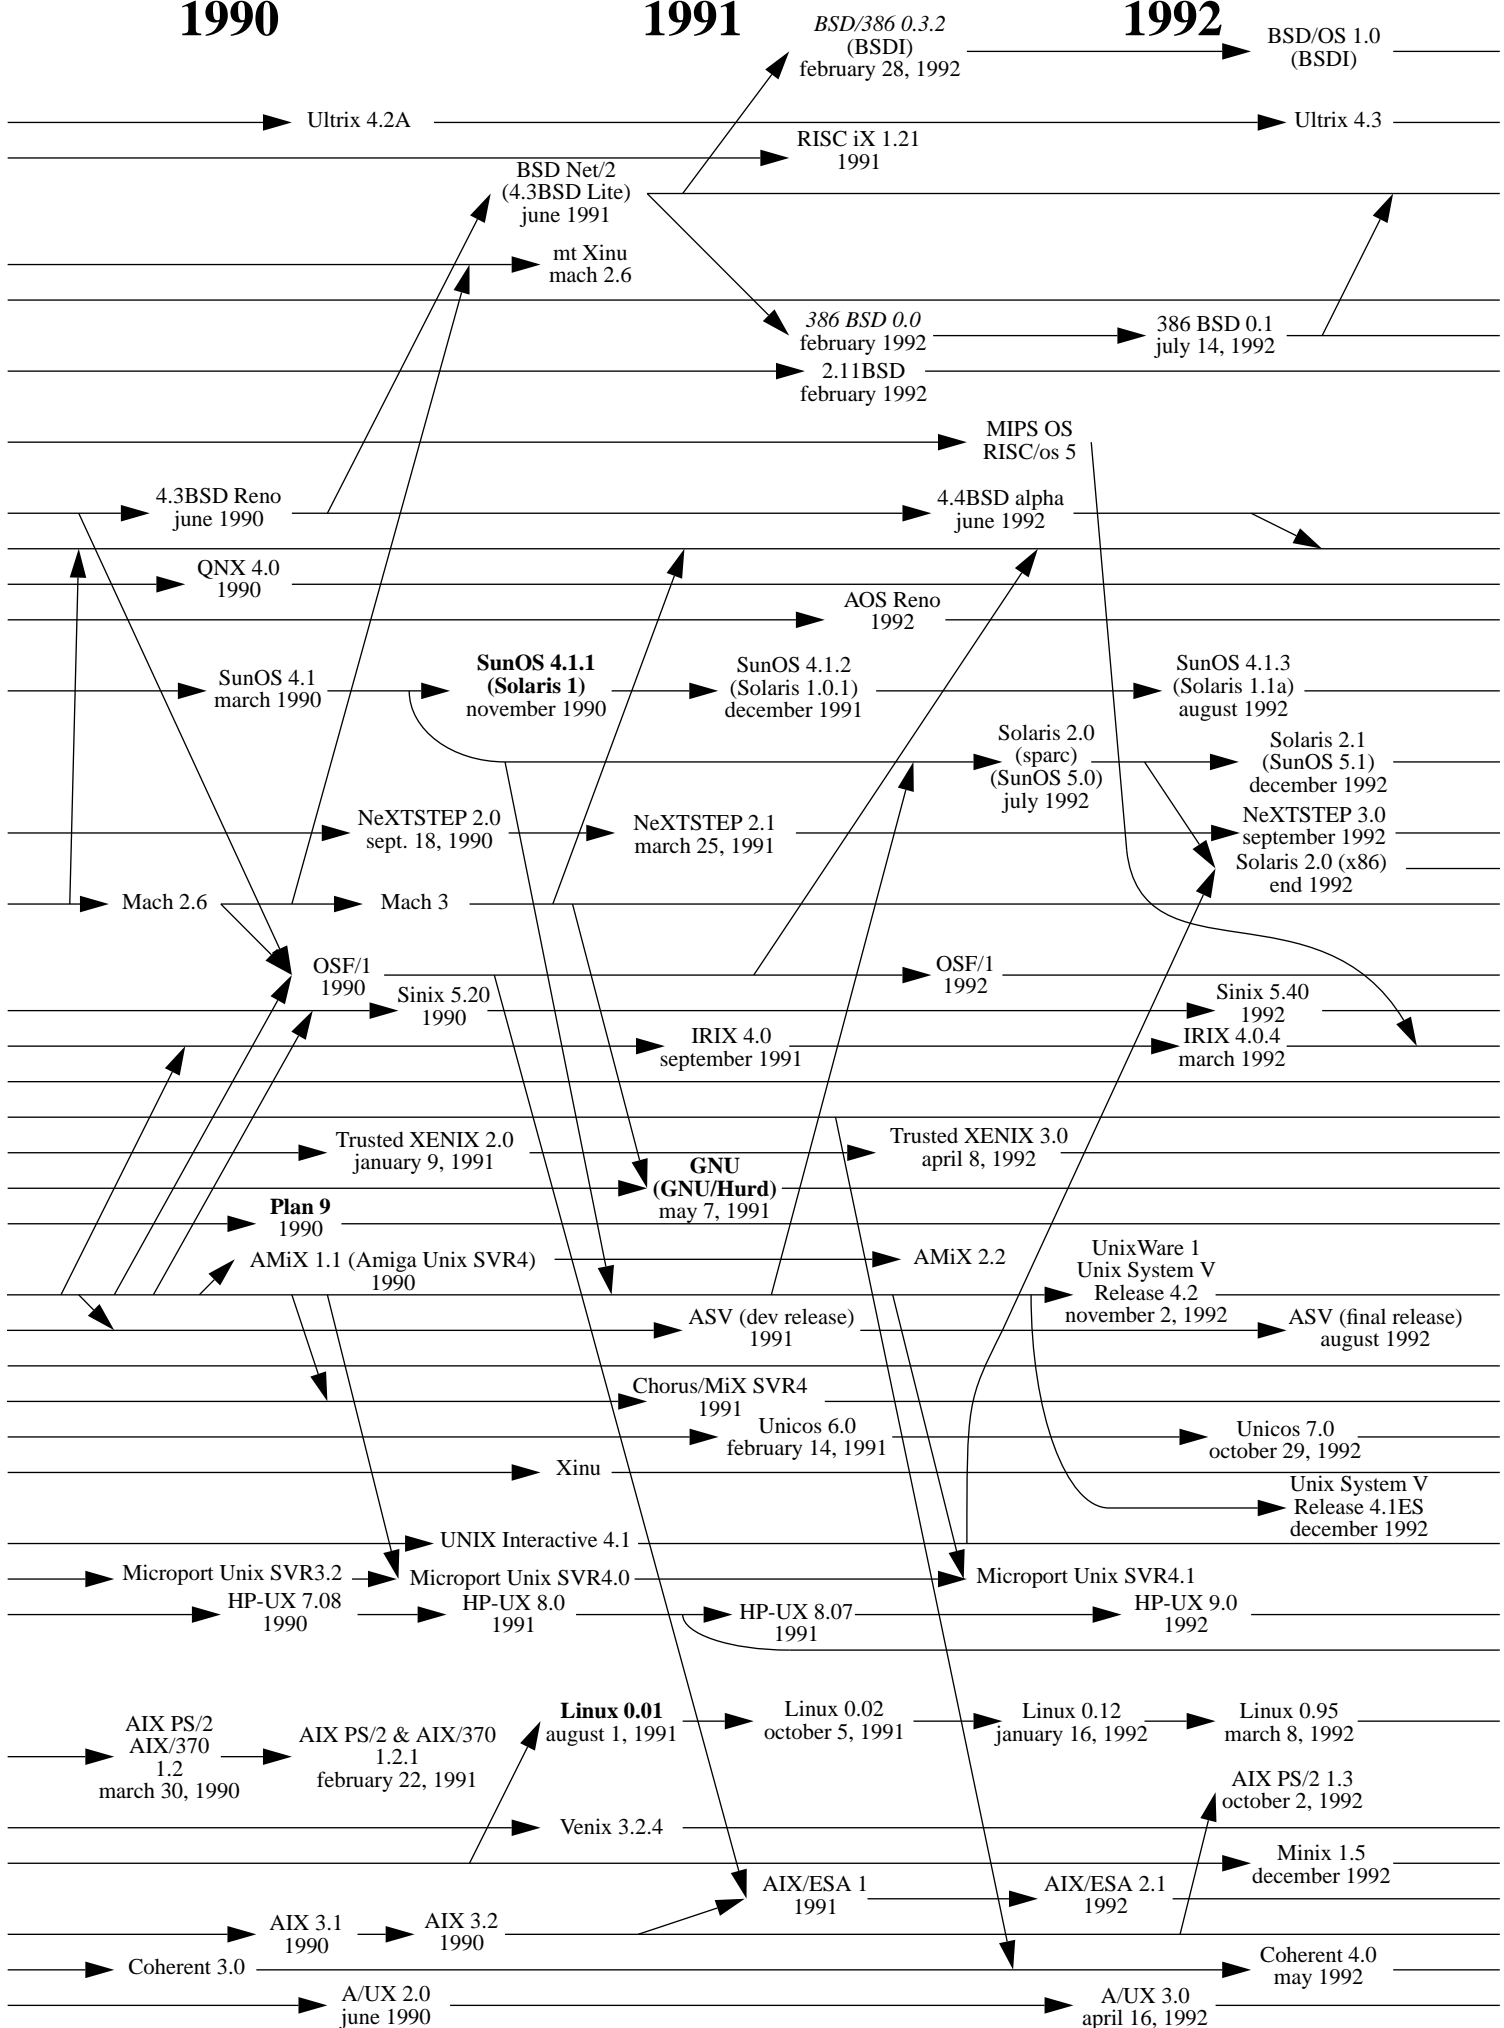 1990
1991
1992
BSD/386 0.3.2
(BSDI)
february 28, 1992
BSD/OS 1.0
(BSDI)
Ultrix 4.2A
Ultrix 4.3
RISC iX 1.21
1991
BSD Net/2
(4.3BSD Lite)
june 1991
mt Xinu
mach 2.6
386 BSD 0.0
february 1992
386 BSD 0.1
july 14, 1992
2.11BSD
february 1992
MIPS OS
RISC/os 5
4.3BSD Reno
june 1990
4.4BSD alpha
june 1992
QNX 4.0
1990
AOS Reno
1992
SunOS 4.1
march 1990
SunOS 4.1.1
(Solaris 1)
november 1990
SunOS 4.1.2
(Solaris 1.0.1)
december 1991
SunOS 4.1.3
(Solaris 1.1a)
august 1992
Solaris 2.0
(sparc)
(SunOS 5.0)
july 1992
Solaris 2.1
(SunOS 5.1)
december 1992
NeXTSTEP 2.0
sept. 18, 1990
NeXTSTEP 2.1
march 25, 1991
NeXTSTEP 3.0
september 1992
Solaris 2.0 (x86)
end 1992
Mach 2.6
Mach 3
OSF/1
1990
OSF/1
1992
Sinix 5.20
1990
Sinix 5.40
1992
IRIX 4.0
september 1991
IRIX 4.0.4
march 1992
Trusted XENIX 2.0
january 9, 1991
Trusted XENIX 3.0
april 8, 1992
GNU
(GNU/Hurd)
may 7, 1991
Plan 9
1990
AMiX 1.1 (Amiga Unix SVR4)
1990
AMiX 2.2
UnixWare 1
Unix System V
Release 4.2
november 2, 1992
ASV (dev release)
1991
ASV (final release)
august 1992
Chorus/MiX SVR4
1991
Unicos 6.0
february 14, 1991
Unicos 7.0
october 29, 1992
Xinu
Unix System V
Release 4.1ES
december 1992
UNIX Interactive 4.1
Microport Unix SVR3.2
Microport Unix SVR4.0
Microport Unix SVR4.1
HP-UX 7.08
1990
HP-UX 8.0
1991
HP-UX 8.07
1991
HP-UX 9.0
1992
Linux 0.01
august 1, 1991
Linux 0.02
october 5, 1991
Linux 0.12
january 16, 1992
Linux 0.95
march 8, 1992
AIX PS/2
AIX/370
1.2
march 30, 1990
AIX PS/2 & AIX/370
1.2.1
february 22, 1991
AIX PS/2 1.3
october 2, 1992
Venix 3.2.4
Minix 1.5
december 1992
AIX/ESA 1
1991
AIX/ESA 2.1
1992
AIX 3.1
1990
AIX 3.2
1990
Coherent 3.0
Coherent 4.0
may 1992
A/UX 2.0
june 1990
A/UX 3.0
april 16, 1992